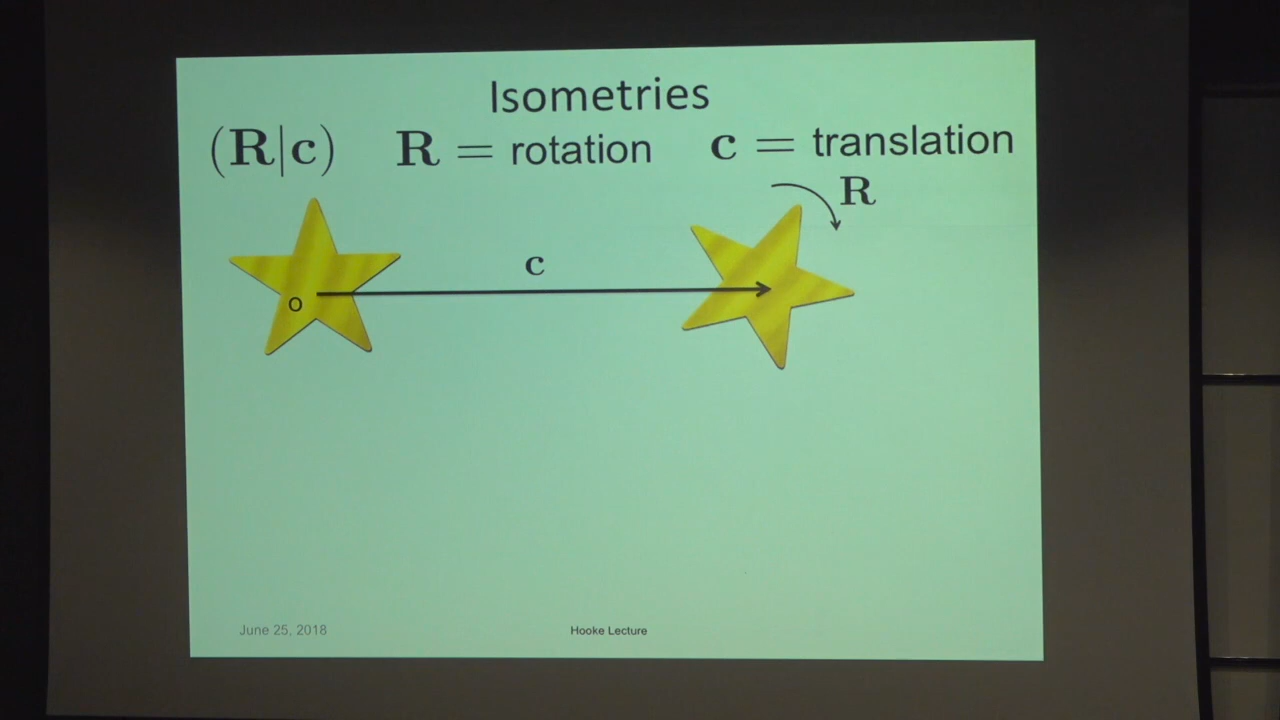 Isometries
(R|c) R = rotation c = translation
R
c
o
June 25, 2018 Hooke Lecture